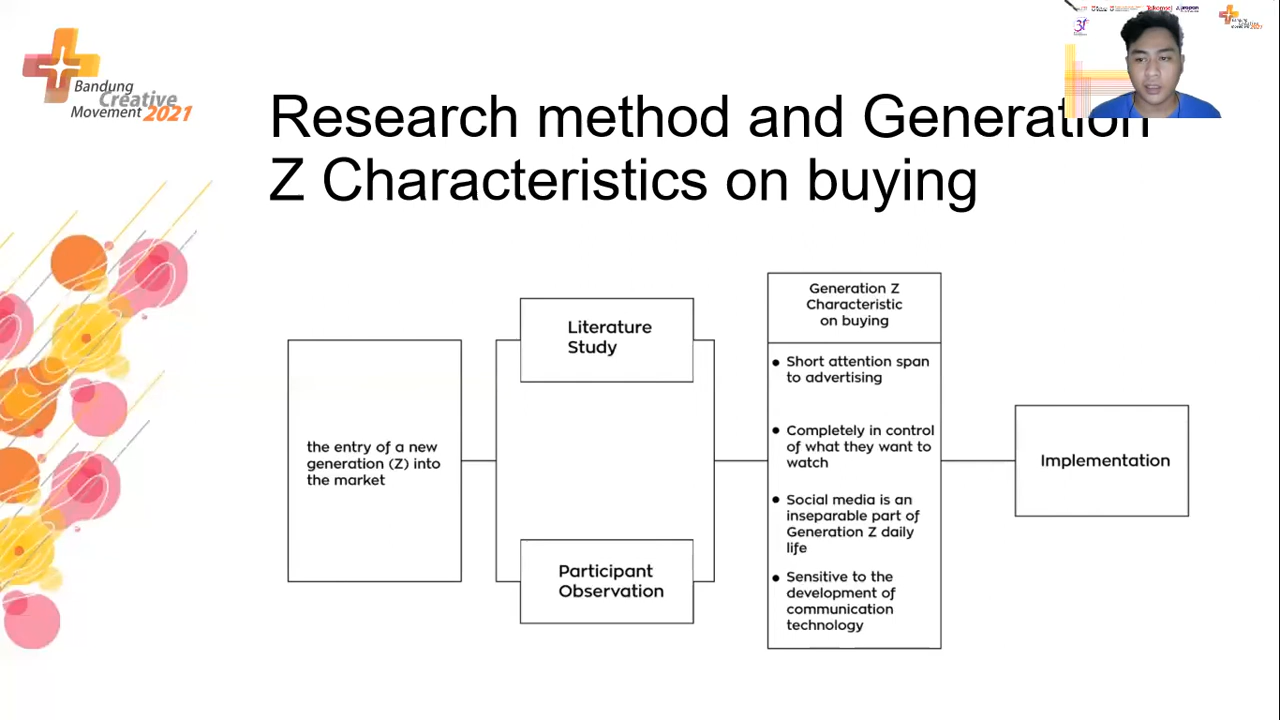 Bandung
Creative
Movement 2021
Research method and Generation
Z Characteristics on buying
the entry of a new
generation (Z) into
the market
Literature
Study
Participant
Observation
Generation Z
Characteristic
on buying
• Short attention span
to advertising
• Completely in control
of what they want to
watch
• Social media is an
inseparable part of
Generation Z daily
life
• Sensitive to the
development of
communication
technology
Implementation